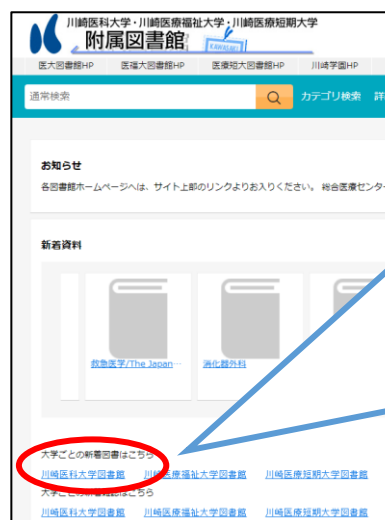 川崎医科大学・川崎医療福祉大学・川崎医療短期大学
附属図書館
KAWASAKI
医大図書館HP 医福大図書館HP 医療短大図書館HP 川崎学園HP
通常検索 カテゴリ検索 詳
お知らせ
各図書館ホームページへは、サイト上部のリンクよりお入りください。 総合医療センター
新着資料
救急医学/The Japan… 消化器外科
大学ごとの新着図書はこちら
川崎医科大学図書館 川崎医療福祉大学図書館 川崎医療短期大学図書館
大学ごとの新着雑誌はこちら
川崎医科大学図書館 川崎医療福祉大学図書館 川崎医療短期大学図書館